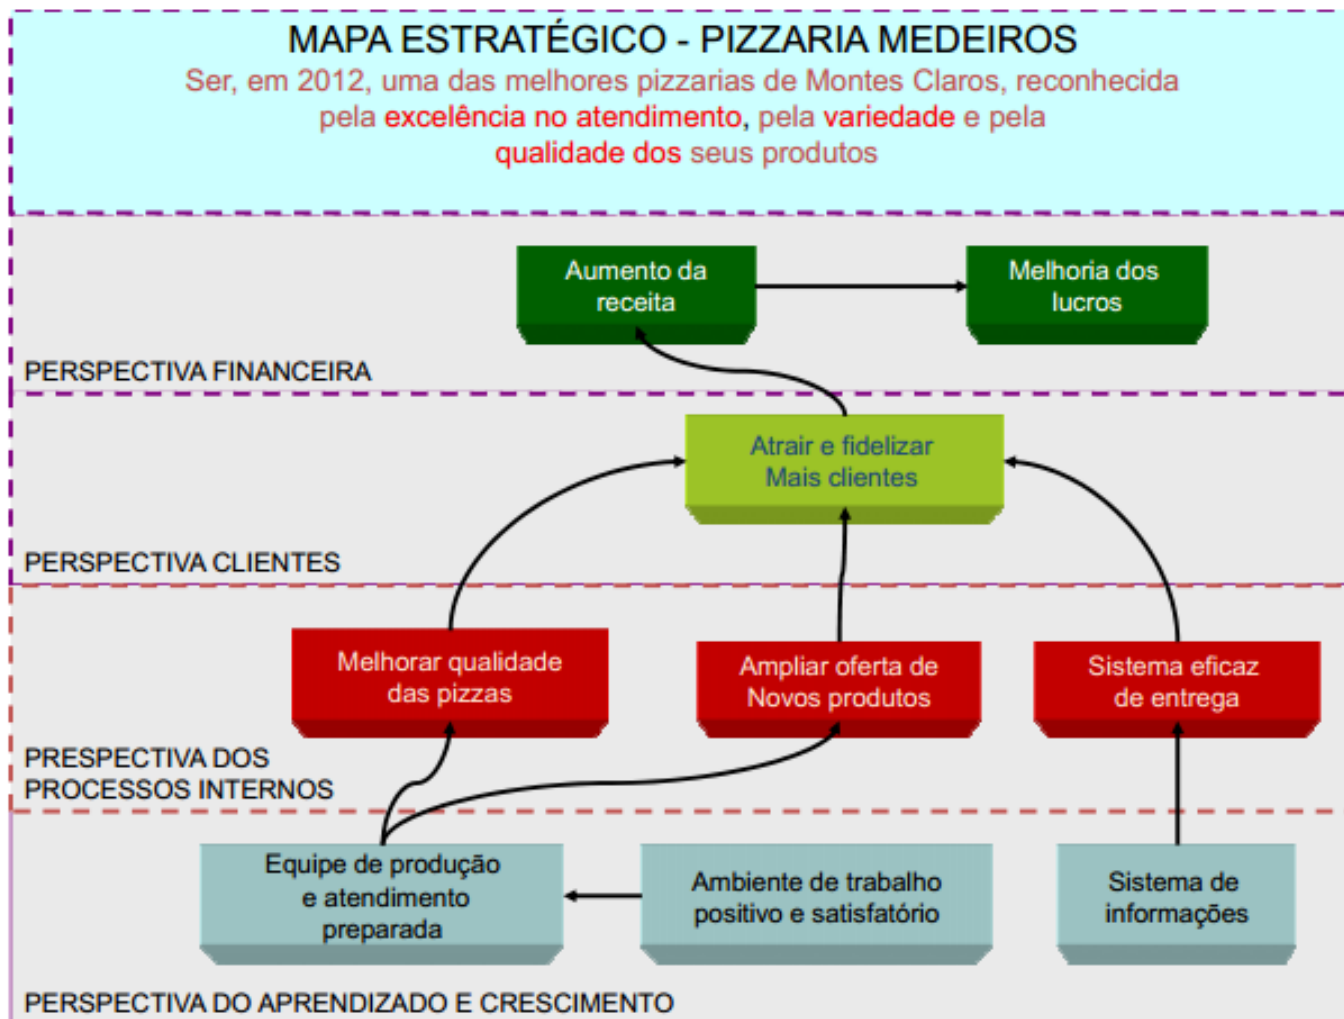 MAPA ESTRATÉGICO - PIZZARIA MEDEIROS
Ser, em 2012, uma das melhores pizzarias de Montes Claros, reconhecida
pela excelência no atendimento, pela variedade e pela
qualidade dos seus produtos
Aumento da
receita
Melhoria dos
lucros
PERSPECTIVA FINANCEIRA
Atrair e fidelizar
Mais clientes
PERSPECTIVA CLIENTES
Melhorar qualidade
das pizzas
Ampliar oferta de
Novos produtos
Sistema eficaz
de entrega
PRESPECTIVA DOS
PROCESSOS INTERNOS
Equipe de produção
e atendimento
preparada
Ambiente de trabalho
positivo e satisfatório
Sistema de
informações
PERSPECTIVA DO APRENDIZADO E CRESCIMENTO